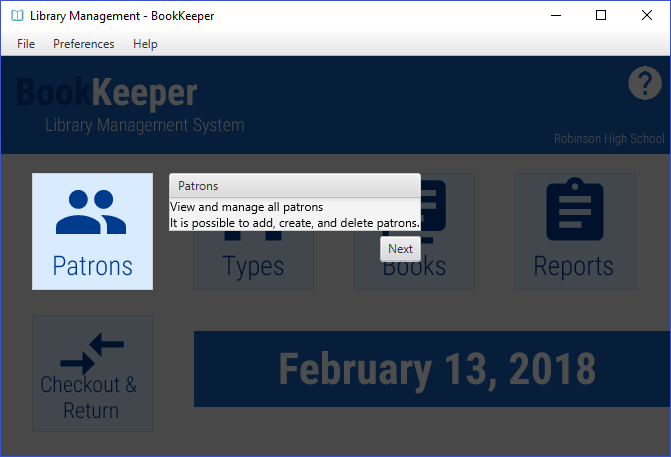 Library Management - BookKeeper
File Preferences Help
BookKeeper
Library Management System
?
Robinson High School
Patrons
Patrons
View and manage all patrons
It is possible to add, create, and delete patrons.
Next
Types
Books
Reports
Checkout &
Return
February 13, 2018